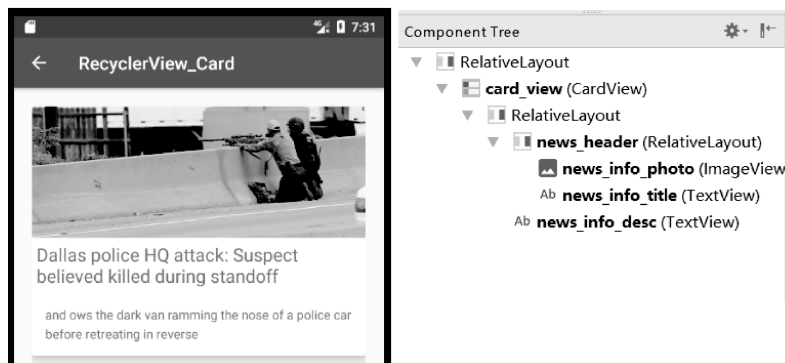 4G 7:31
RecyclerView_Card
Dallas police HQ attack: Suspect
believed killed during standoff
and ows the dark van ramming the nose of a police car
before retreating in reverse
Component Tree
RelativeLayout
card_view (CardView)
RelativeLayout
news_header (RelativeLayout)
news_info_photo (ImageView
Ab news_info_title (TextView)
Ab news_info_desc (TextView)